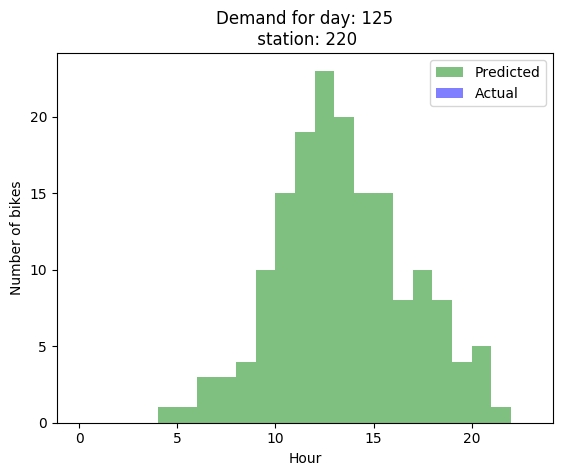 Demand for day: 125
station: 220
Predicted
Actual
Number of bikes
20
15
10
5
0
0
5
10
15
20
Hour